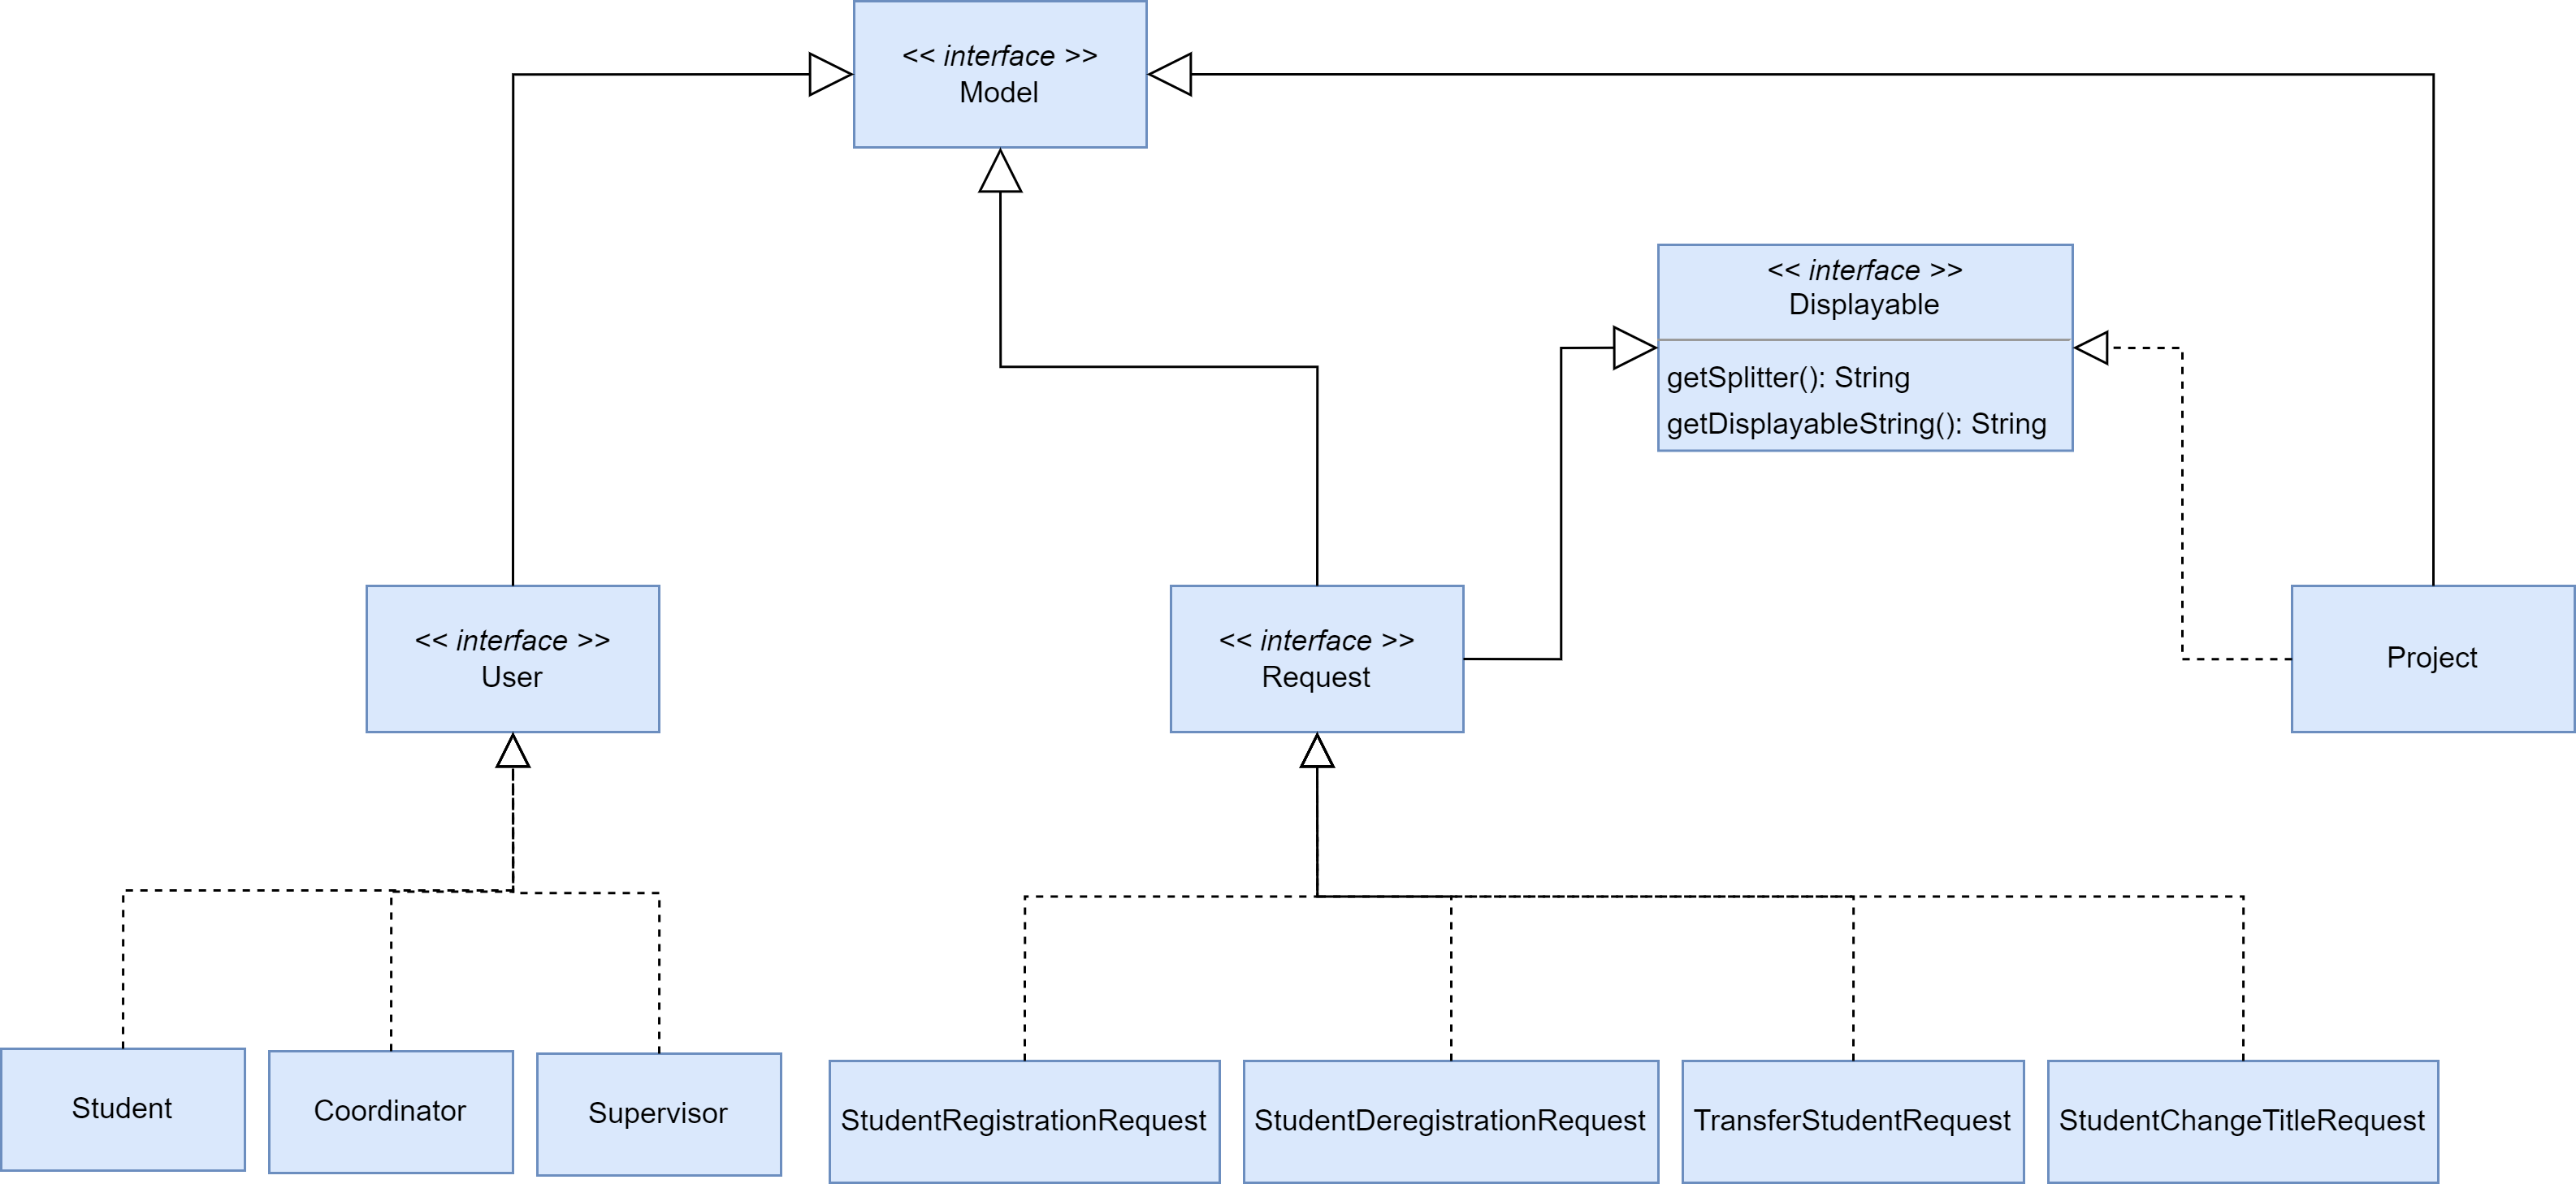 << interface >>
Model
<< interface >>
Displayable
getSplitter(): String
getDisplayableString(): String
<< interface >>
User
<< interface >>
Request
Project
Student
Coordinator
Supervisor
StudentRegistrationRequest
StudentDeregistrationRequest
TransferStudentRequest
StudentChangeTitleRequest